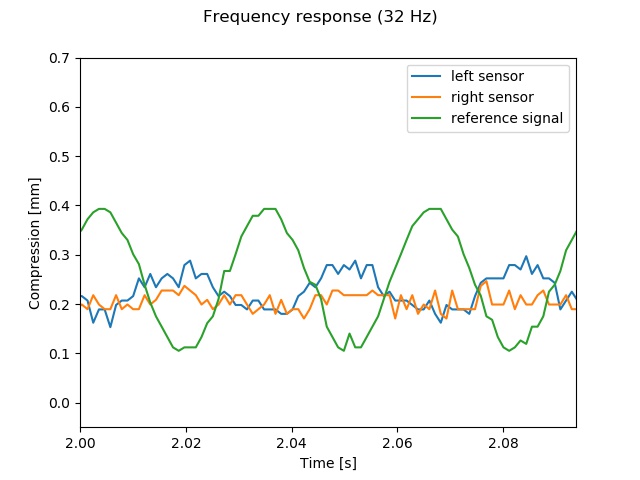 Frequency response (32 Hz)
left sensor
right sensor
reference signal
Compression [mm]
0.7
0.6
0.5
0.4
0.3
0.2
0.1
0.0
2.00
2.02
2.04
2.06
2.08
Time [s]